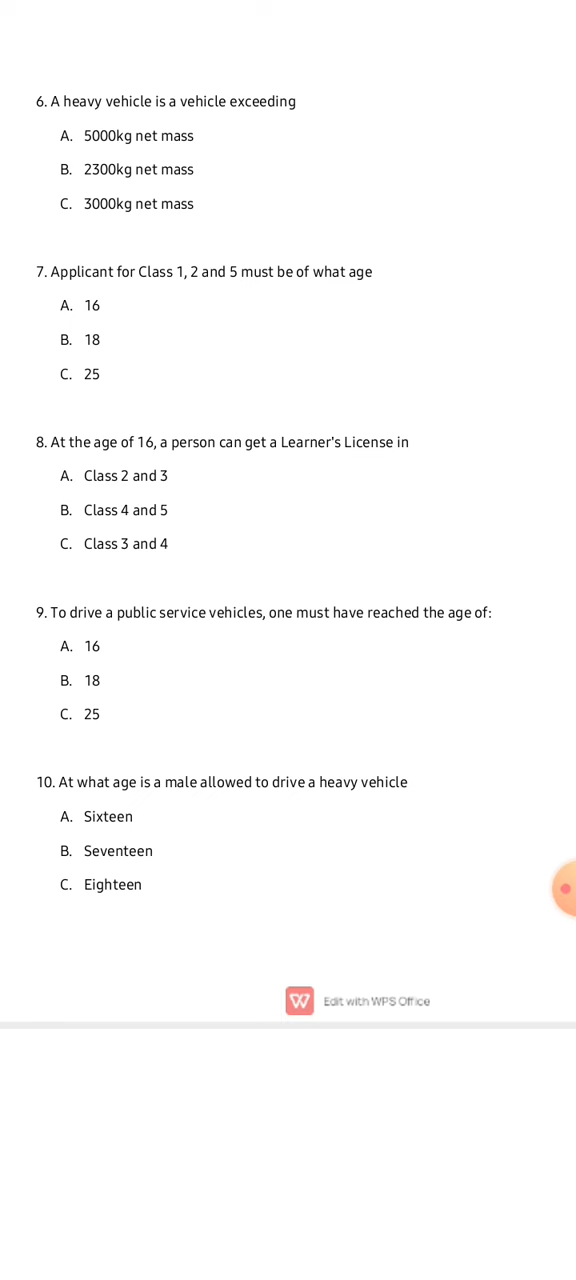 6. A heavy vehicle is a vehicle exceeding
A. 5000kg net mass
B. 2300kg net mass
C. 3000kg net mass
7. Applicant for Class 1, 2 and 5 must be of what age
A. 16
B. 18
C. 25
8. At the age of 16, a person can get a Learner's License in
A. Class 2 and 3
B. Class 4 and 5
C. Class 3 and 4
9. To drive a public service vehicles, one must have reached the age of:
A. 16
B. 18
C. 25
10. At what age is a male allowed to drive a heavy vehicle
A. Sixteen
B. Seventeen
C. Eighteen
Edit with WPS Office